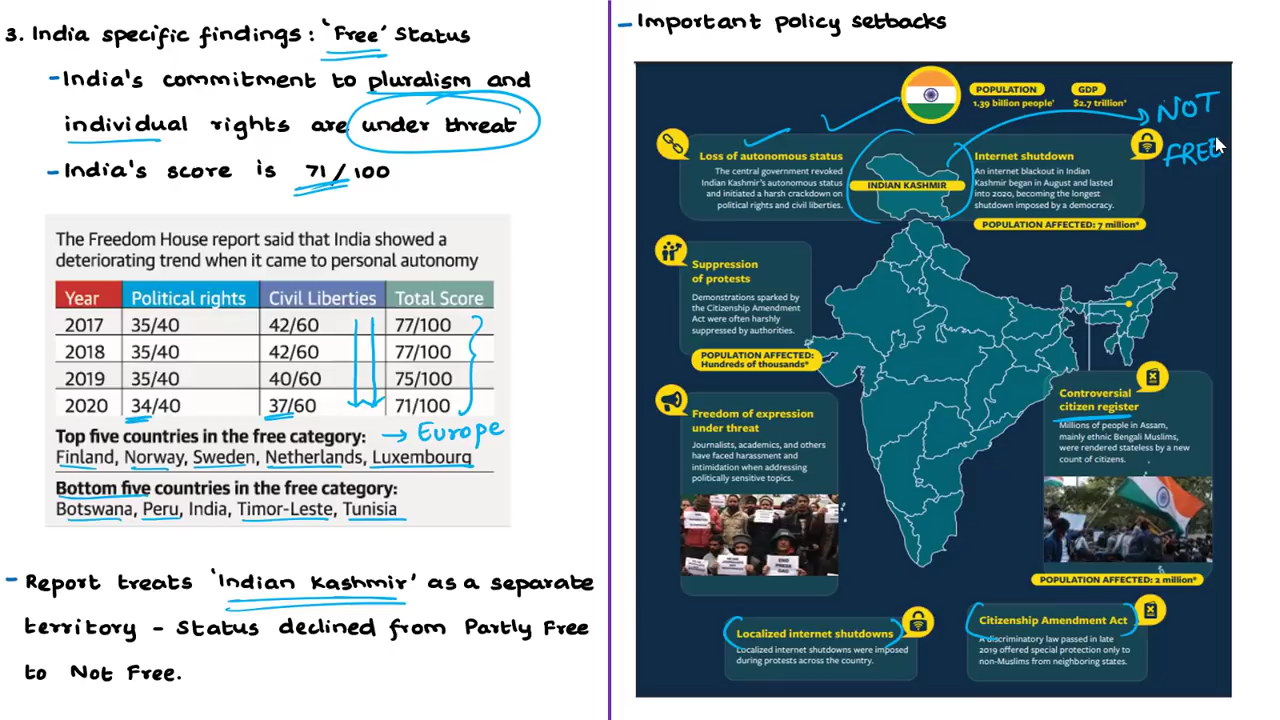 3. India specific findings: 'Free' Status
-India's commitment to pluralism and
individual rights are under threat
-India's score is 71/100
The Freedom House report said that India showed a
deteriorating trend when it came to personal autonomy
Year Political rights Civil Liberties Total Score
2017 35/40 42/60 77/100
2018 35/40 42/60 77/100
2019 35/40 40/60 75/100
2020 34/40 37/60 71/100
Top five countries in the free category: → Europe
Finland, Norway, Sweden, Netherlands, Luxembourg
Bottom five countries in the free category:
Botswana, Peru, India, Timor-Leste, Tunisia
- Report treats 'Indian Kashmir' as a separate
territory - Status declined from Partly Free
to Not Free.
- Important policy setbacks
POPULATION
1.39 billion people*
GDP
$2.7 trillion*
NOT
FREE
Loss of autonomous status
The central government revoked
Indian Kashmir's autonomous status
and initiated a harsh crackdown on
political rights and civil liberties.
INDIAN KASHMIR
Internet shutdown
An internet blackout in Indian
Kashmir began in August and lasted
into 2020, becoming the longest
shutdown imposed by a democracy.
POPULATION AFFECTED: 7 million*
Suppression
of protests
Demonstrations sparked by
the Citizenship Amendment
Act were often harshly
suppressed by authorities.
POPULATION AFFECTED:
Hundreds of thousands*
Freedom of expression
under threat
Journalists, academics, and others
have faced harassment and
intimidation when addressing
politically sensitive topics.
Controversial
citizen register
Millions of people in Assam,
mainly ethnic Bengali Muslims,
were rendered stateless by a new
count of citizens.
POPULATION AFFECTED: 2 million*
Localized internet shutdowns
Localized internet shutdowns were imposed
during protests across the country.
Citizenship Amendment Act
A discriminatory law passed in late
2019 offered special protection only to
non-Muslims from neighboring states.